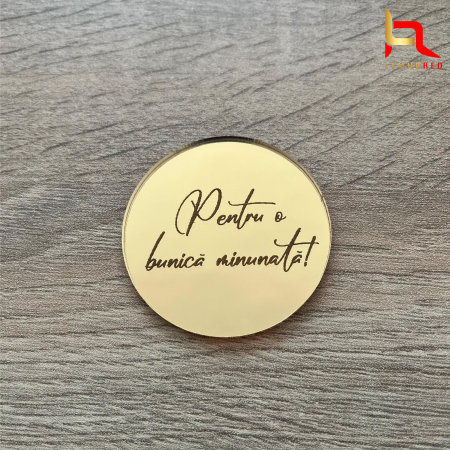 Pentru o
bunică minunată!